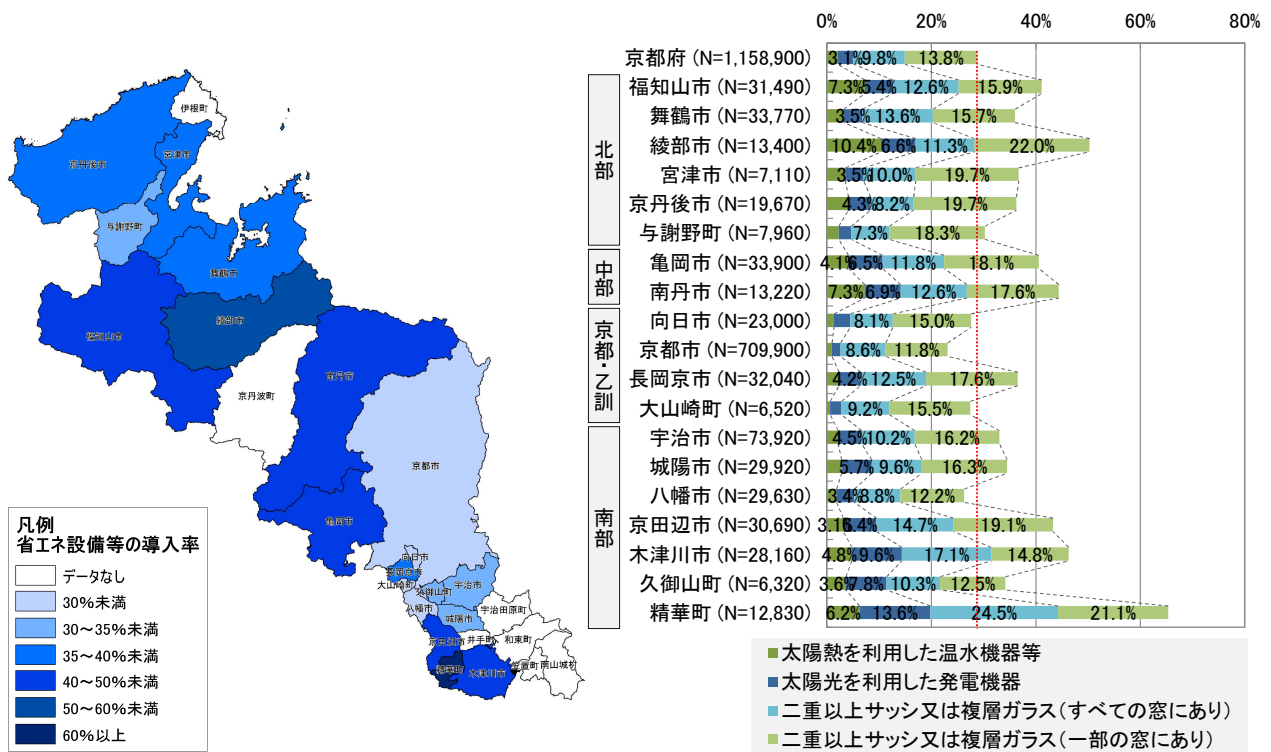 伊根町
京丹後市
宮津市
与謝野町
舞鶴市
綾部市
福知山市
南丹市
京丹波町
京都市
亀岡市
向日市
長岡京市
大山崎町
久御山町
宇治市
八幡市
城陽市
宇治田原町
京田辺市
井手町
和東町
精華町
木津川市
笠置町
南山城村
凡例
省エネ設備等の導入率
データなし
30%未満
30～35%未満
35～40%未満
40～50%未満
50～60%未満
60%以上
0% 20% 40% 60% 80%
京都府 (N=1,158,900) 3.1% 9.8% 13.8%
北部
福知山市 (N=31,490) 7.3% 5.4% 12.6% 15.9%
舞鶴市 (N=33,770) 3.5% 13.6% 15.7%
綾部市 (N=13,400) 10.4% 6.6% 11.3% 22.0%
宮津市 (N=7,110) 3.5% 10.0% 19.7%
京丹後市 (N=19,670) 4.3% 8.2% 19.7%
与謝野町 (N=7,960) 7.3% 18.3%
中部
亀岡市 (N=33,900) 4.1% 6.5% 11.8% 18.1%
南丹市 (N=13,220) 7.3% 6.9% 12.6% 17.6%
京都・乙訓
向日市 (N=23,000) 8.1% 15.0%
京都市 (N=709,900) 8.6% 11.8%
長岡京市 (N=32,040) 4.2% 12.5% 17.6%
大山崎町 (N=6,520) 9.2% 15.5%
南部
宇治市 (N=73,920) 4.5% 10.2% 16.2%
城陽市 (N=29,920) 5.7% 9.6% 16.3%
八幡市 (N=29,630) 3.4% 8.8% 12.2%
京田辺市 (N=30,690) 3.1% 6.4% 14.7% 19.1%
木津川市 (N=28,160) 4.8% 9.6% 17.1% 14.8%
久御山町 (N=6,320) 3.6% 7.8% 10.3% 12.5%
精華町 (N=12,830) 6.2% 13.6% 24.5% 21.1%
太陽熱を利用した温水機器等
太陽光を利用した発電機器
二重以上サッシ又は複層ガラス(すべての窓にあり)
二重以上サッシ又は複層ガラス(一部の窓にあり)